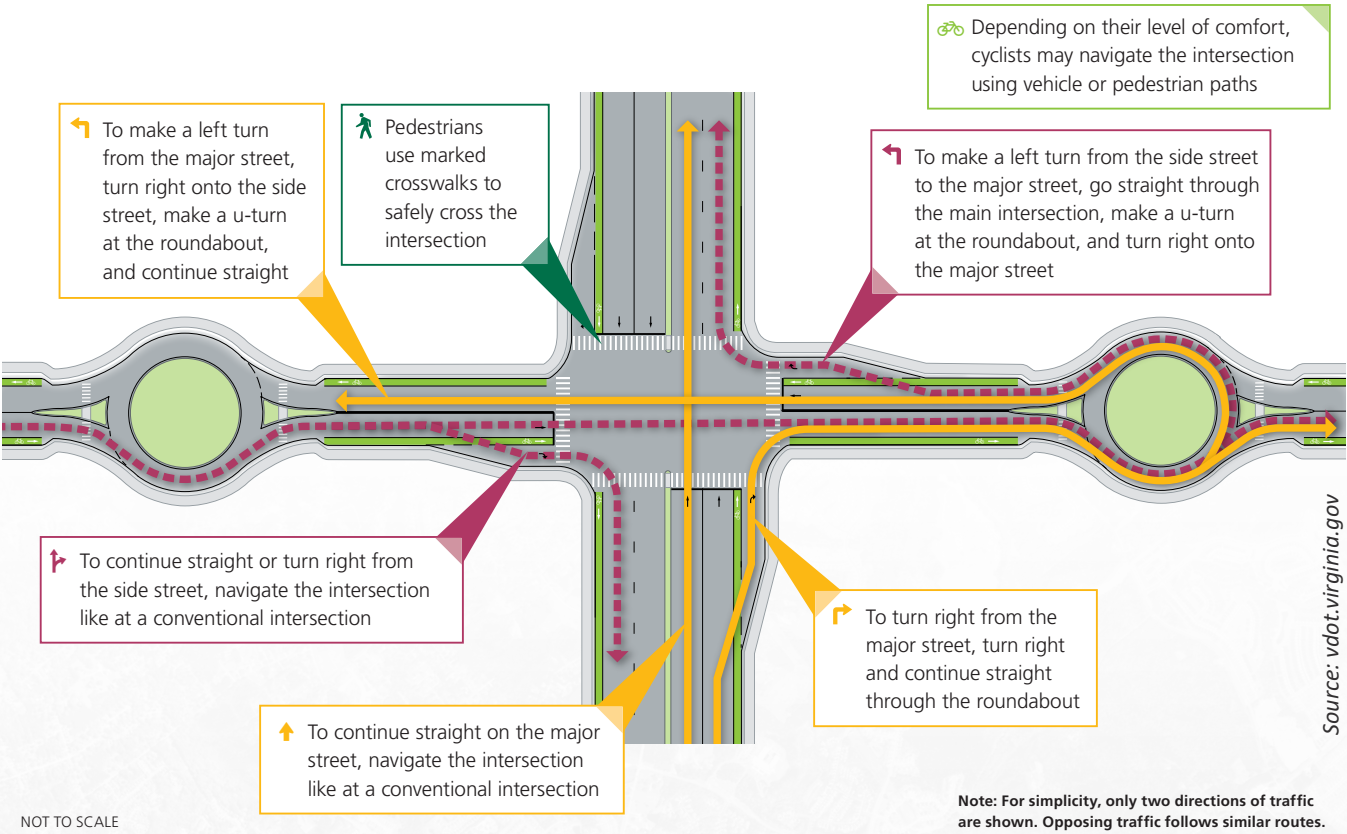 Depending on their level of comfort,
cyclists may navigate the intersection
using vehicle or pedestrian paths
To make a left turn
from the major street,
turn right onto the side
street, make a u-turn
at the roundabout,
and continue straight
Pedestrians
use marked
crosswalks to
safely cross the
intersection
To make a left turn from the side street
to the major street, go straight through
the main intersection, make a u-turn
at the roundabout, and turn right onto
the major street
To continue straight or turn right from
the side street, navigate the intersection
like at a conventional intersection
To turn right from the
major street, turn right
and continue straight
through the roundabout
To continue straight on the major
street, navigate the intersection
like at a conventional intersection
Source: vdot.virginia.gov
NOT TO SCALE
Note: For simplicity, only two directions of traffic
are shown. Opposing traffic follows similar routes.